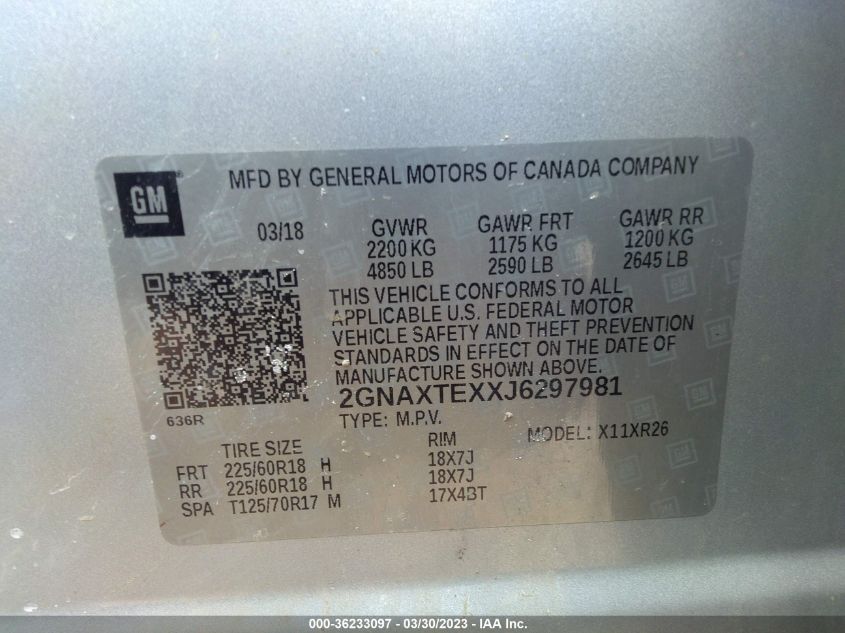 GM
MFD BY GENERAL MOTORS OF CANADA COMPANY
03/18 GVWR GAWR FRT GAWR RR
2200 KG 1175 KG 1200 KG
4850 LB 2590 LB 2645 LB
THIS VEHICLE CONFORMS TO ALL
APPLICABLE U.S. FEDERAL MOTOR
VEHICLE SAFETY AND THEFT PREVENTION
STANDARDS IN EFFECT ON THE DATE OF
MANUFACTURE SHOWN ABOVE.
2GNAXTEXXJ6297981
636R
TYPE: M.P.V. MODEL: X11XR26
TIRE SIZE RIM
FRT 225/60R18 H 18X7J
RR 225/60R18 H 18X7J
SPA T125/70R17 M 17X4BT
000-36233097 - 03/30/2023 - IAA Inc.